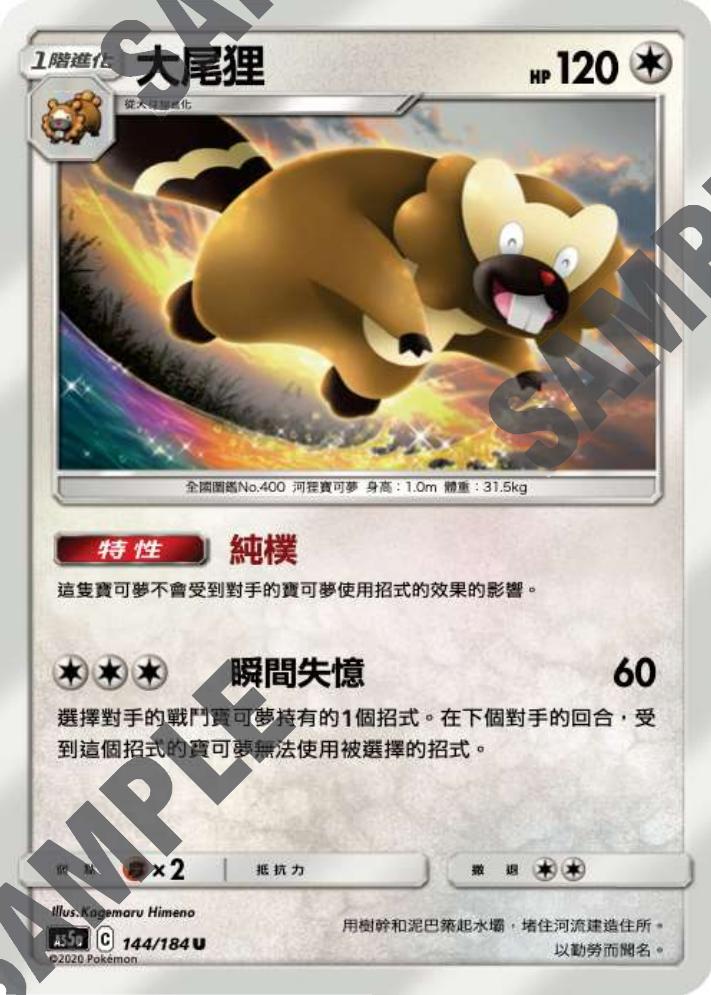 1階進化 大尾狸 HP 120
從大牙狸進化
全國圖鑑No.400 河狸寶可夢 身高：1.0m 體重：31.5kg
特性 純樸
這隻寶可夢不會受到對手的寶可夢使用招式的效果的影響。
瞬間失憶 60
選擇對手的戰鬥寶可夢持有的1個招式。在下個對手的回合，受
到這個招式的寶可夢無法使用被選擇的招式。
弱點 ×2 抵抗力 撤退
Illus. Kagemaru Himeno
C 144/184 U
©2020 Pokémon
用樹幹和泥巴築起水壩，堵住河流建造住所。
以勤勞而聞名。
SAMPLE
SAMPLE